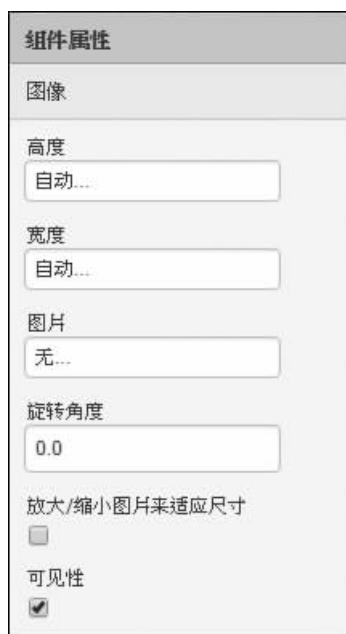 组件属性
图像
高度
自动...
宽度
自动...
图片
无...
旋转角度
0.0
放大/缩小图片来适应尺寸
可见性